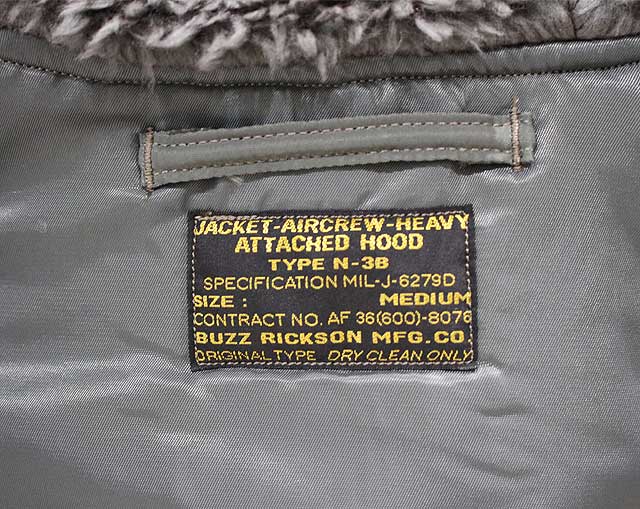 JACKET-AIRCREW-HEAVY
ATTACHED HOOD
TYPE N-3B
SPECIFICATION MIL-J-6279D
SIZE : MEDIUM
CONTRACT NO. AF 36(600)-8076
BUZZ RICKSON MFG.CO.
ORIGINAL TYPE DRY CLEAN ONLY